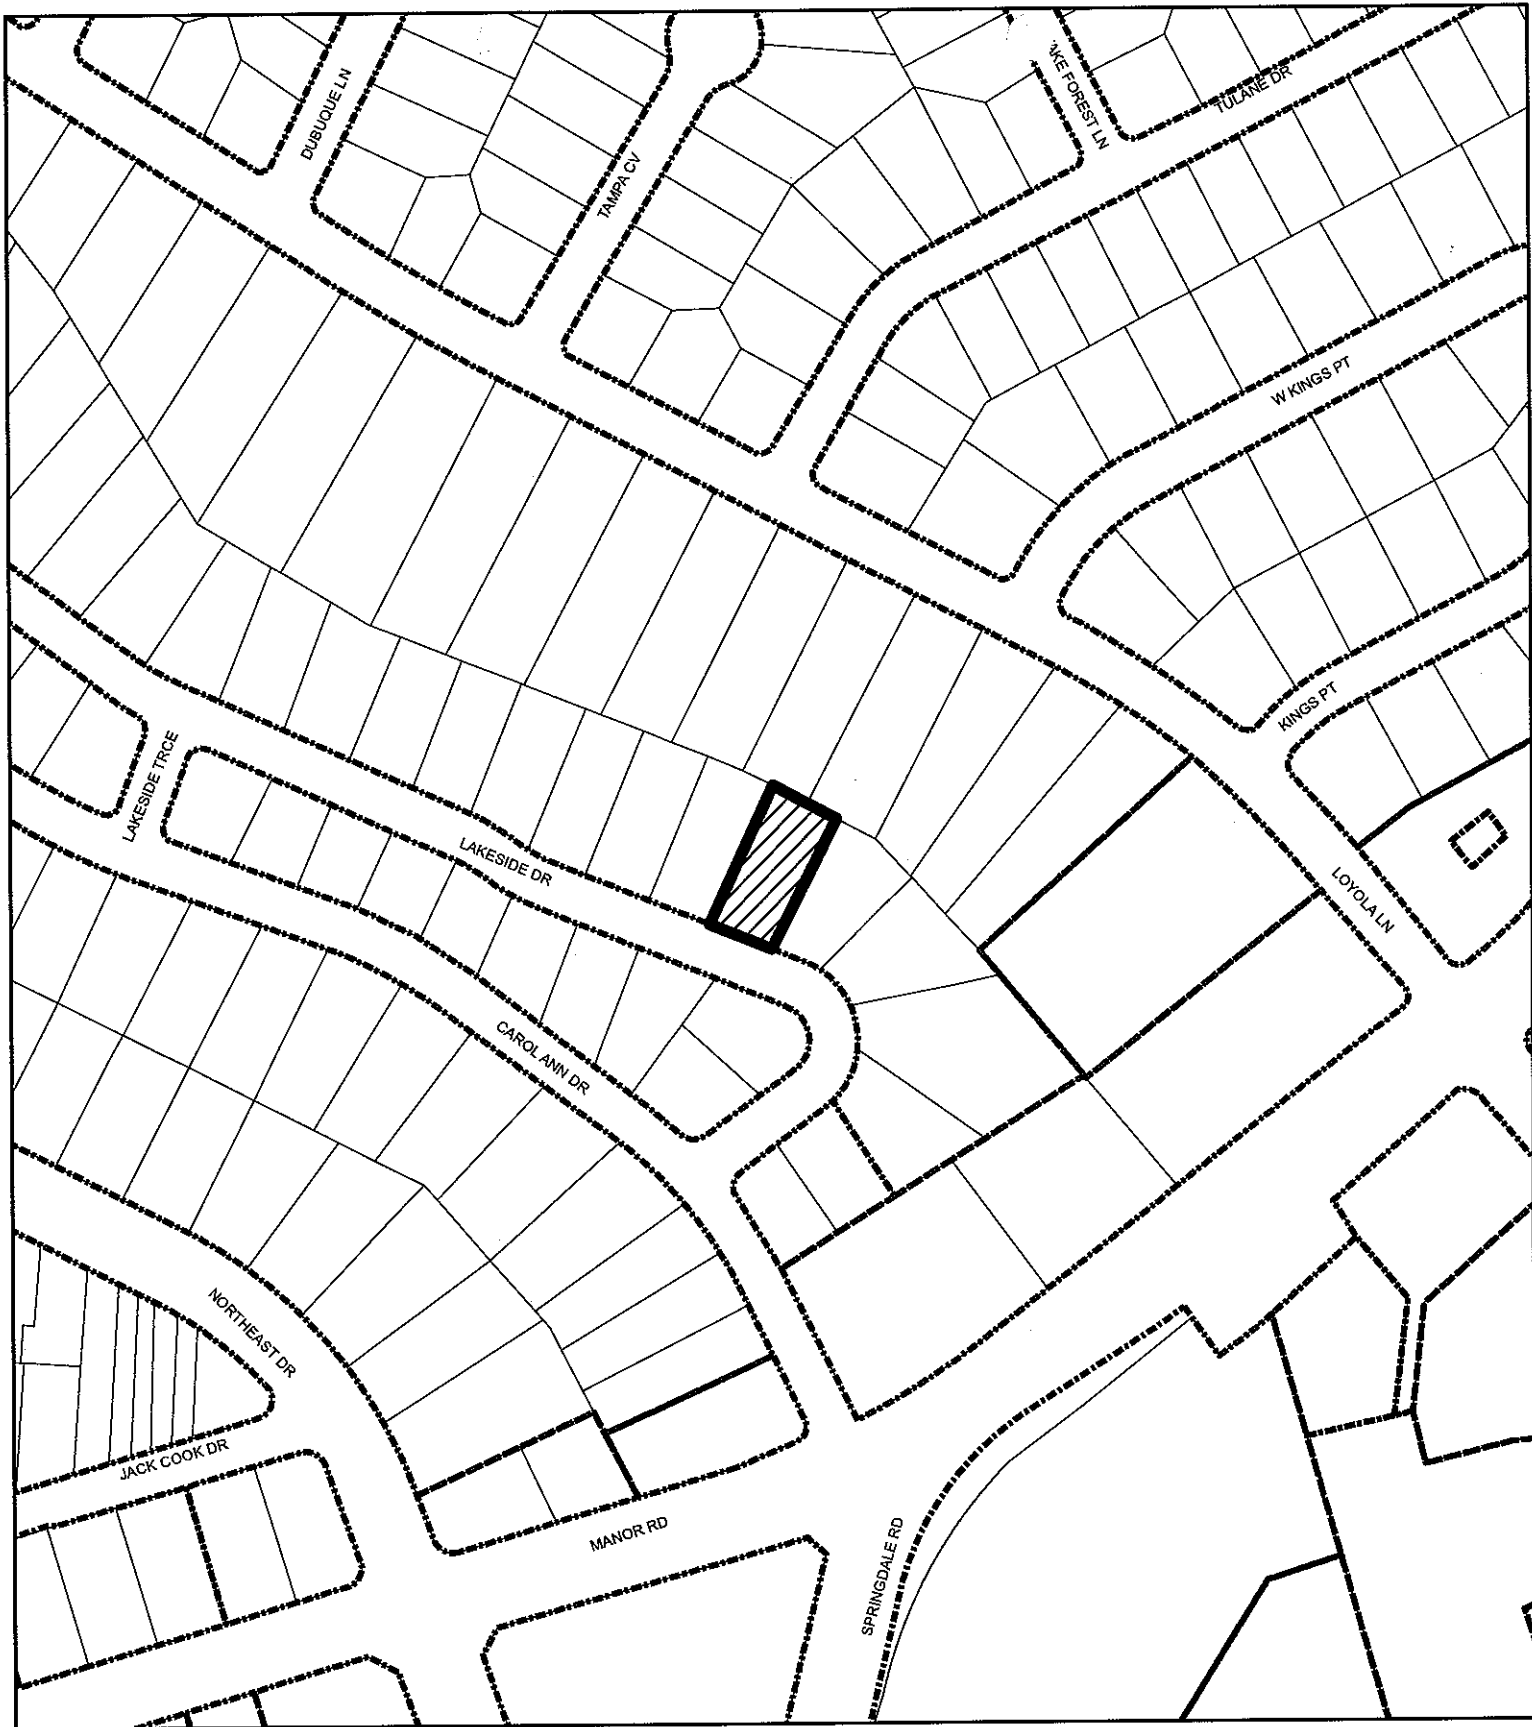 DUBUQUE LN
TAMPA CV
AKE FOREST LN
TULANE DR
W KINGS PT
KINGS PT
LAKESIDE TRCE
LAKESIDE DR
LOYOLA LN
CAROL ANN DR
NORTHEAST DR
JACK COOK DR
MANOR RD
SPRINGDALE RD